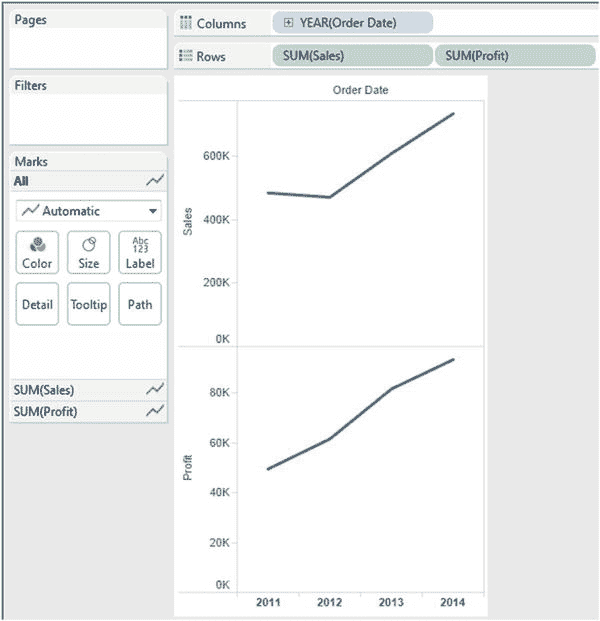 Pages
Columns
YEAR(Order Date)
Rows
SUM(Sales)
SUM(Profit)
Filters
Marks
All
Automatic
Color
Size
Abc
123
Label
Detail
Tooltip
Path
SUM(Sales)
SUM(Profit)
Order Date
Sales
600K
400K
200K
0K
Profit
80K
60K
40K
20K
0K
2011 2012 2013 2014